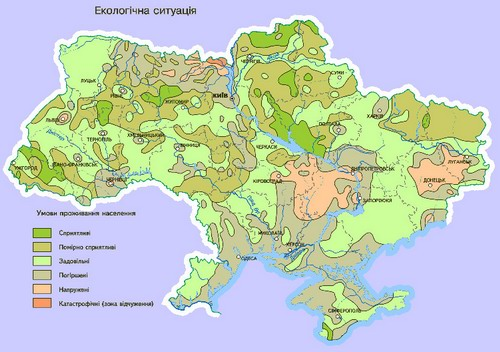 Екологічна ситуація
ЧЕРНІГІВ
СУМИ
ЛУЦЬК
РІВНЕ
КИЇВ
ЖИТОМИР
ЛЬВІВ
ХАРКІВ
ПОЛТАВА
ТЕРНОПІЛЬ
ХМЕЛЬНИЦЬКИЙ
ЧЕРКАСИ
ВІННИЦЯ
ЛУГАНСЬК
ІВАНО-ФРАНКІВСЬК
УЖГОРОД
ДНІПРОПЕТРОВСЬК
КІРОВОГРАД
ДОНЕЦЬК
ЧЕРНІВЦІ
ЗАПОРІЖЖЯ
Умови проживання населення
МИКОЛАЇВ
ХЕРСОН
ОДЕСА
Сприятливі
Помірно сприятливі
Задовільні
Погіршені
Напружені
Катастрофічні (зона відчуження)
СІМФЕРОПОЛЬ